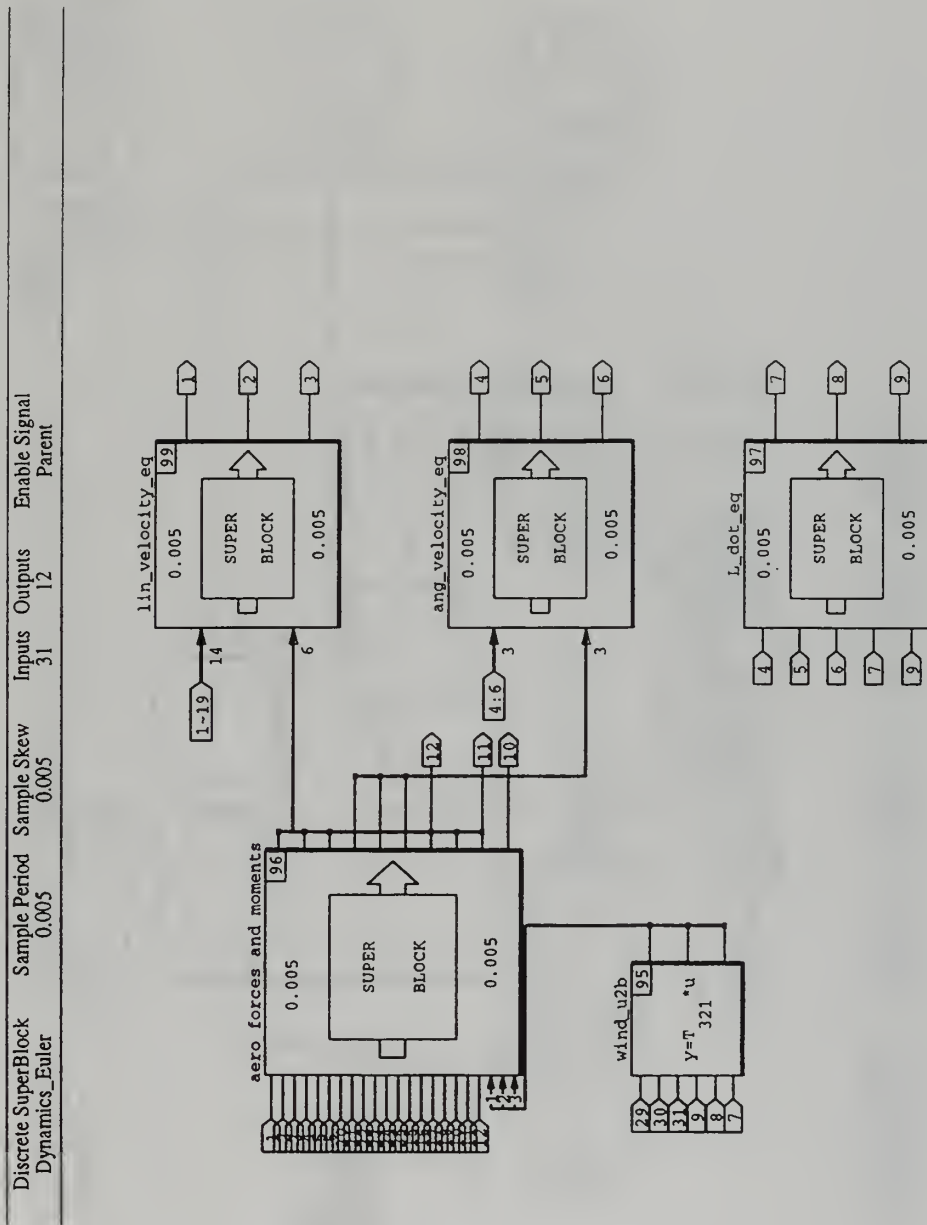 Discrete SuperBlock Sample Period Sample Skew Inputs Outputs Enable Signal
Dynamics_Euler 0.005 0.005 31 12 Parent
lin_velocity_eq
99
0.005
SUPER
BLOCK
0.005
1~19
14
6
1
2
3
ang_velocity_eq
98
0.005
SUPER
BLOCK
0.005
4:6
3
3
4
5
6
aero forces and moments
96
0.005
SUPER
BLOCK
0.005
12
11
10
1
2
3
L_dot_eq
97
0.005
SUPER
BLOCK
0.005
4
5
6
7
9
7
8
9
wind_u2b
95
y=T321*u
29
30
31
9
8
7